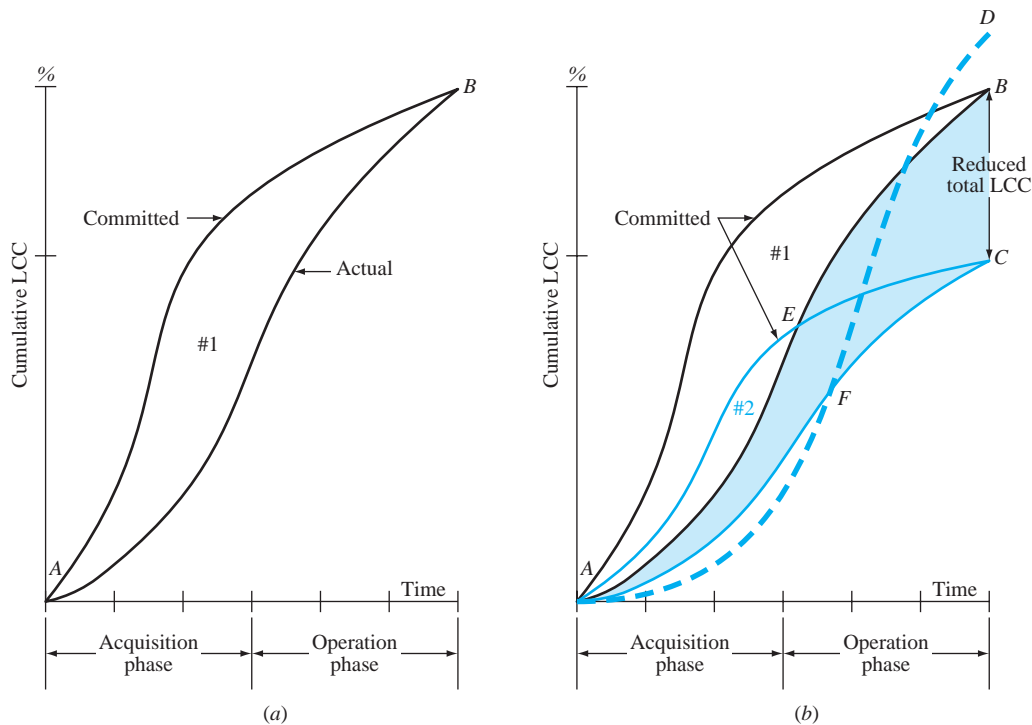 %
B
Committed
Actual
#1
Cumulative LCC
A
Time
Acquisition
phase
Operation
phase
(a)
D
%
B
Reduced
total LCC
Committed
#1
C
E
Cumulative LCC
#2
F
A
Time
Acquisition
phase
Operation
phase
(b)